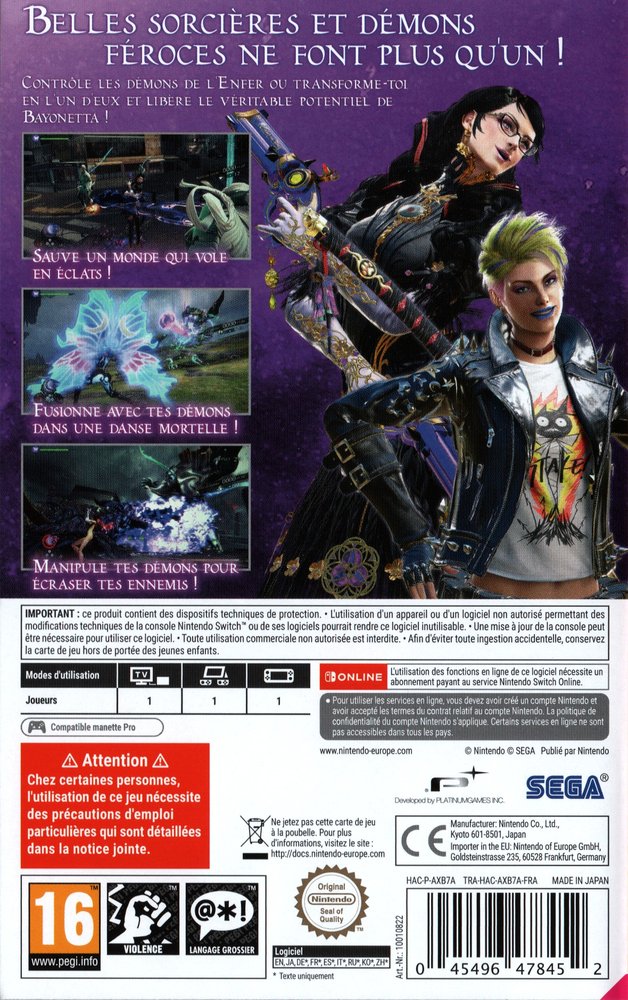 BELLES SORCIÈRES ET DÉMONS
FÉROCES NE FONT PLUS QU'UN !
CONTRÔLE LES DÉMONS DE L'ENFER OU TRANSFORME-TOI
EN L'UN D'EUX ET LIBÈRE LE VÉRITABLE POTENTIEL DE
BAYONETTA !
SAUVE UN MONDE QUI VOLE
EN ÉCLATS !
FUSIONNE AVEC TES DÉMONS
DANS UNE DANSE MORTELLE !
MANIPULE TES DÉMONS POUR
ÉCRASER TES ENNEMIS !
IMPORTANT : ce produit contient des dispositifs techniques de protection. • L'utilisation d'un appareil ou d'un logiciel non autorisé permettant des
modifications techniques de la console Nintendo Switch™ ou de ses logiciels pourrait rendre ce logiciel inutilisable. • Une mise à jour de la console peut
être nécessaire pour utiliser ce logiciel. • Toute utilisation commerciale non autorisée est interdite. • Afin d'éviter toute ingestion accidentelle, conservez
la carte de jeu hors de portée des jeunes enfants.
Modes d'utilisation TV
Joueurs 1 1 1
Compatible manette Pro
ONLINE
L'utilisation des fonctions en ligne de ce logiciel nécessite un
abonnement payant au service Nintendo Switch Online.
• Pour utiliser les services en ligne, vous devez avoir créé un compte Nintendo et
avoir accepté les termes du contrat relatif au compte Nintendo. La politique de
confidentialité du compte Nintendo s'applique. Certains services en ligne ne sont
pas accessibles dans tous les pays.
www.nintendo-europe.com © Nintendo © SEGA Publié par Nintendo
Attention
Chez certaines personnes,
l'utilisation de ce jeu nécessite
des précautions d'emploi
particulières qui sont détaillées
dans la notice jointe.
Developed by PLATINUMGAMES INC.
SEGA®
Ne jetez pas cette carte de jeu
à la poubelle. Pour plus
d'informations, visitez le site :
http://docs.nintendo-europe.com
CE
Manufacturer: Nintendo Co., Ltd.,
Kyoto 601-8501, Japan
Importer in the EU: Nintendo of Europe GmbH,
Goldsteinstrasse 235, 60528 Frankfurt, Germany
16
www.pegi.info
VIOLENCE
@*!
LANGAGE GROSSIER
Original
Nintendo
Seal of
Quality
Logiciel
EN, JA, DE*, FR*, ES*, IT*, RU*, KO*, ZH*
* Texte uniquement
Art.-Nr.: 10010822
HAC-P-AXB7A TRA-HAC-AXB7A-FRA MADE IN JAPAN
0 45496 47845 2